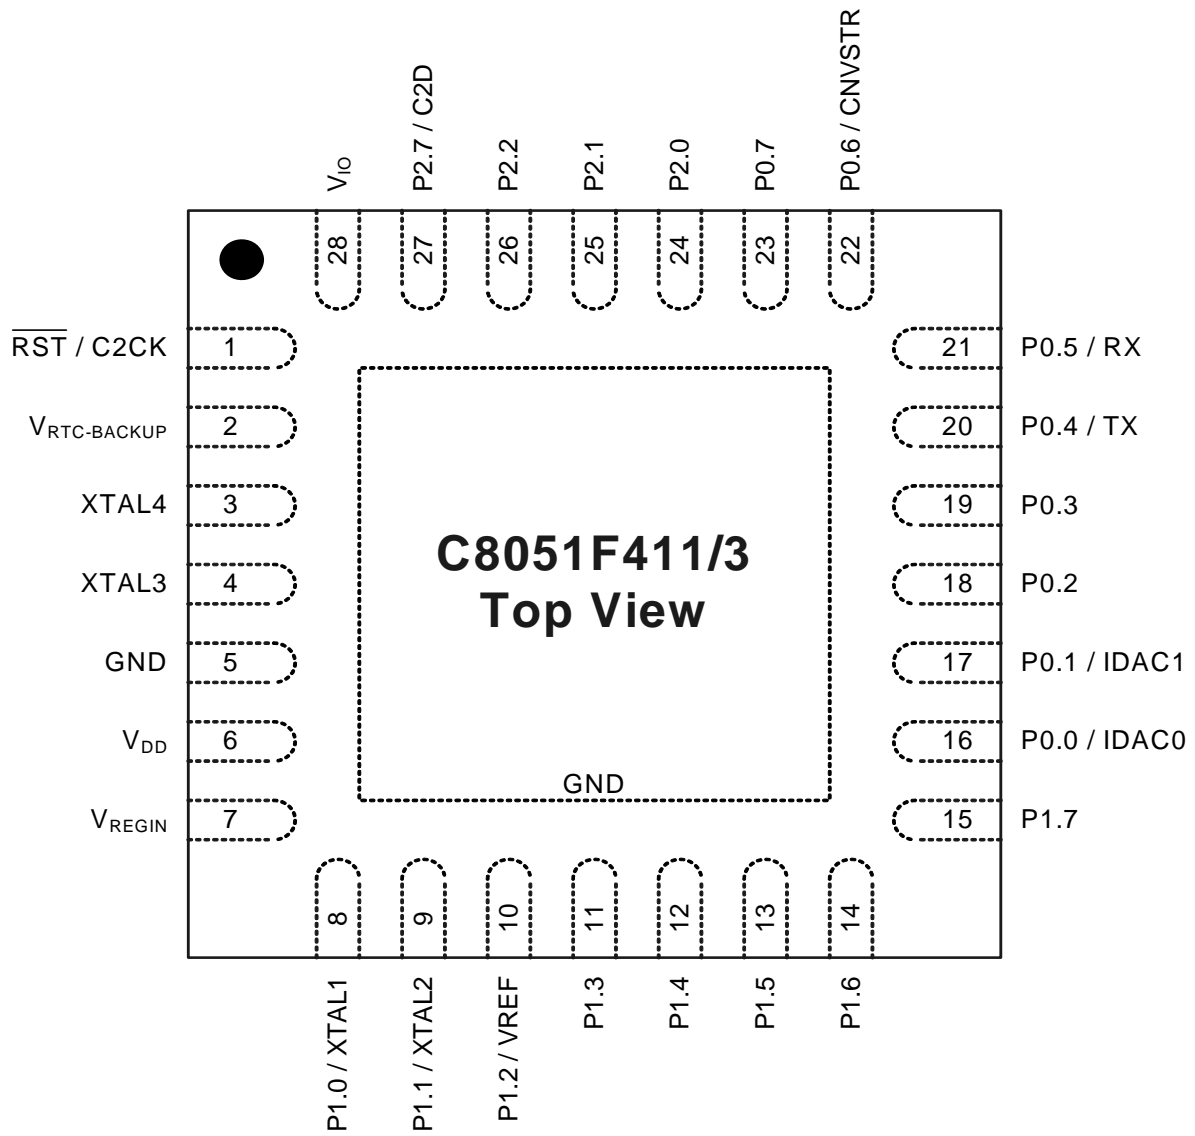 V_IO
P2.7 / C2D
P2.2
P2.1
P2.0
P0.7
P0.6 / CNVSTR
28
27
26
25
24
23
22
R̅S̅T̅ / C2CK
1
21
P0.5 / RX
V_RTC-BACKUP
2
20
P0.4 / TX
XTAL4
3
19
P0.3
XTAL3
4
18
P0.2
GND
5
17
P0.1 / IDAC1
V_DD
6
16
P0.0 / IDAC0
V_REGIN
7
15
P1.7
C8051F411/3
Top View
GND
8
9
10
11
12
13
14
P1.0 / XTAL1
P1.1 / XTAL2
P1.2 / VREF
P1.3
P1.4
P1.5
P1.6